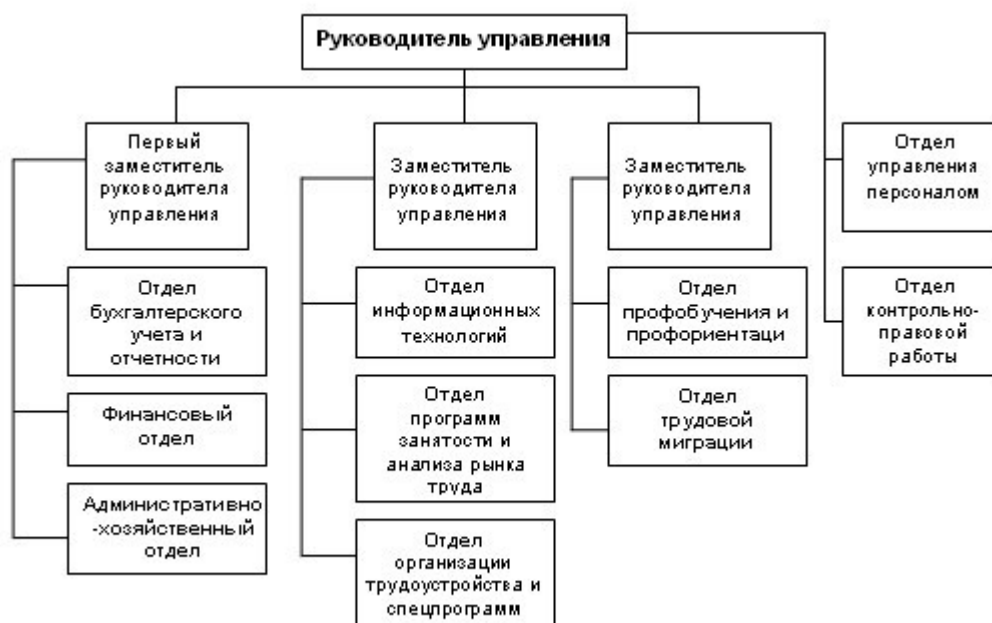 Руководитель управления
Первый
заместитель
руководителя
управления
Заместитель
руководителя
управления
Заместитель
руководителя
управления
Отдел
управления
персоналом
Отдел
бухгалтерского
учета и
отчетности
Отдел
информационных
технологий
Отдел
профобучения и
профориентаци
Отдел
контрольно-
правовой
работы
Финансовый
отдел
Отдел
программ
занятости и
анализа рынка
труда
Отдел
трудовой
миграции
Административно
-хозяйственный
отдел
Отдел
организации
трудоустройства и
спецпрограмм